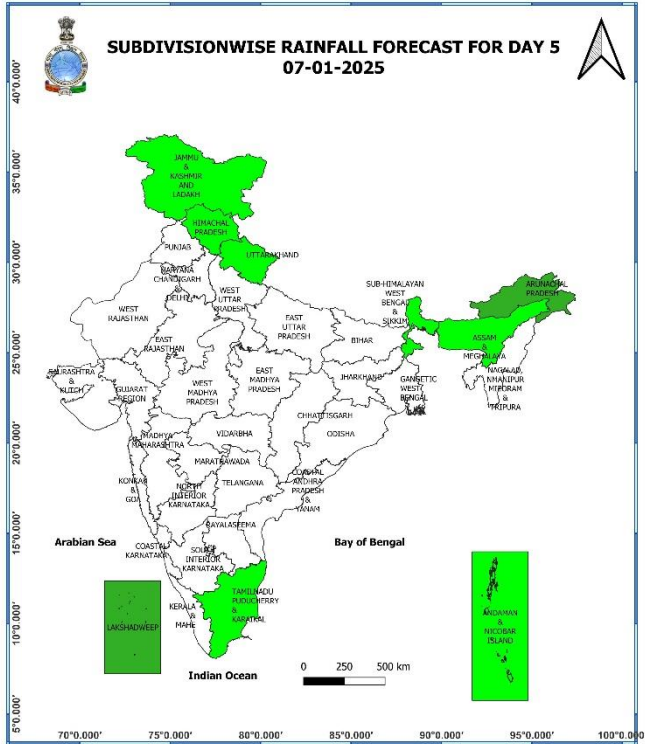 SUBDIVISIONWISE RAINFALL FORECAST FOR DAY 5
07-01-2025
40°0.000'
35°0.000'
30°0.000'
25°0.000'
20°0.000'
15°0.000'
10°0.000'
5°0.000'
JAMMU
&
KASHMIR
AND
LADAKH
HIMACHAL
PRADESH
PUNJAB
UTTARAKHAND
HARYANA
CHANDIGARH
&
DELHI
WEST
UTTAR
PRADESH
SUB-HIMALAYAN
WEST
BENGAL
&
SIKKIM
ARUNACHAL
PRADESH
WEST
RAJASTHAN
EAST
RAJASTHAN
EAST
UTTAR
PRADESH
BIHAR
ASSAM
&
MEGHALAYA
NAGALAD,
NMANIPUR
MIZORAM
&
TRIPURA
SAURASHTRA
&
KUTCH
GUJARAT
REGION
WEST
MADHYA
PRADESH
EAST
MADHYA
PRADESH
JHARKHAND
GANGETIC
WEST
BENGAL
CHHATTISGARH
ODISHA
MADHYA
MAHARASHTRA
VIDARBHA
MARATHWADA
KONKAN
&
GOA
NORTH
INTERIOR
KARNATAKA
TELANGANA
COASTAL
ANDHRA
PRADESH
&
YANAM
RAYALASEEMA
Arabian Sea
COASTAL
KARNATAKA
SOUTH
INTERIOR
KARNATAKA
Bay of Bengal
LAKSHADWEEP
KERALA
&
MAHE
TAMILNADU
PUDUCHERRY
&
KARAIKAL
ANDAMAN
&
NICOBAR
ISLAND
Indian Ocean
0 250 500 km
70°0.000' 75°0.000' 80°0.000' 85°0.000' 90°0.000' 95°0.000' 100°0.000'